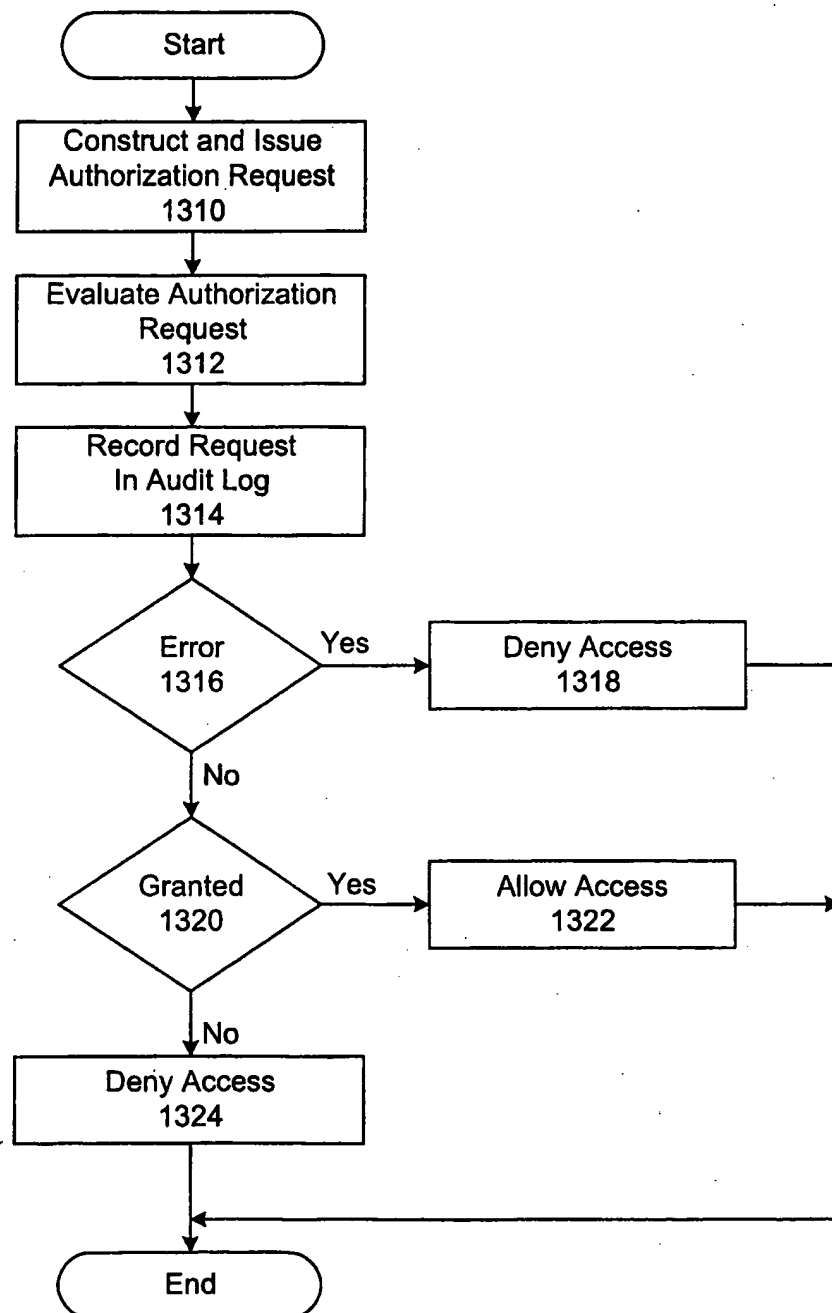 Start
Construct and Issue
Authorization Request
1310
Evaluate Authorization
Request
1312
Record Request
In Audit Log
1314
Error
1316
Yes
Deny Access
1318
No
Granted
1320
Yes
Allow Access
1322
No
Deny Access
1324
End